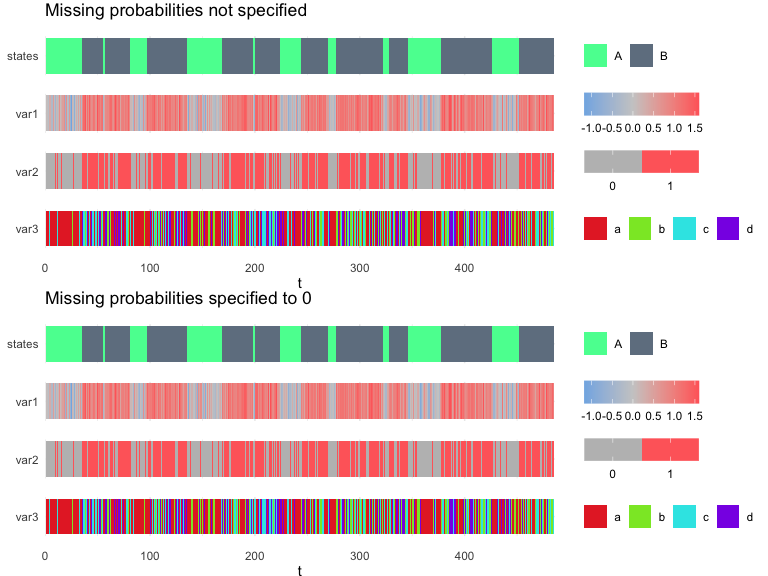 Missing probabilities not specified
states
A B
var1
-1.0 -0.5 0.0 0.5 1.0 1.5
var2
0 1
var3
a b c d
0 100 200 300 400
t
Missing probabilities specified to 0
states
A B
var1
-1.0 -0.5 0.0 0.5 1.0 1.5
var2
0 1
var3
a b c d
0 100 200 300 400
t